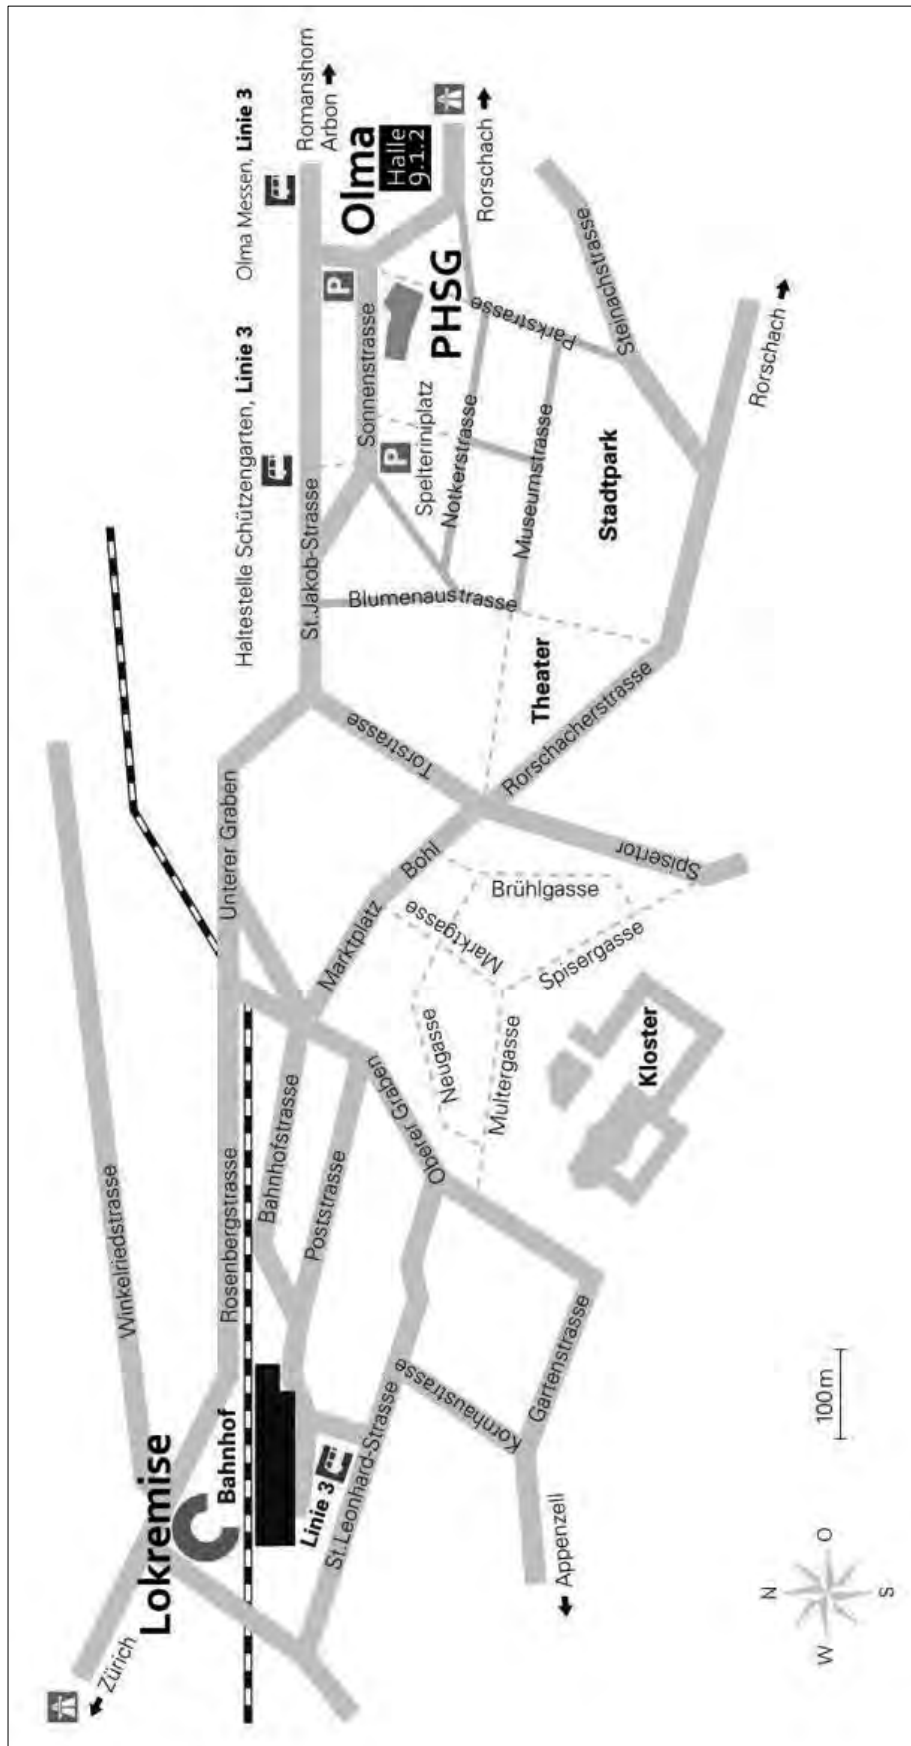 Olma Messen, Linie 3
Haltestelle Schützengarten, Linie 3
Romanshorn
Arbon
Olma
Halle
9.1.2
Rorschach
P
PHSG
Sonnenstrasse
P
Spelteriniplatz
Notkerstrasse
Parkstrasse
Steinachstrasse
Museumstrasse
Stadtpark
Rorschach
St.Jakob-Strasse
Blumenaustrasse
Theater
Rorschacherstrasse
Torstrasse
Unterer Graben
Bohl
Marktplatz
Spisertor
Brühlgasse
Marktgasse
Spisergasse
Neugasse
Multergasse
Kloster
Oberer Graben
Winkelriedstrasse
Rosenbergstrasse
Bahnhofstrasse
Poststrasse
Lokremise
Bahnhof
Linie 3
St.Leonhard-Strasse
Kornhaustrasse
Gartenstrasse
Zürich
Appenzell
100m
N
O
S
W